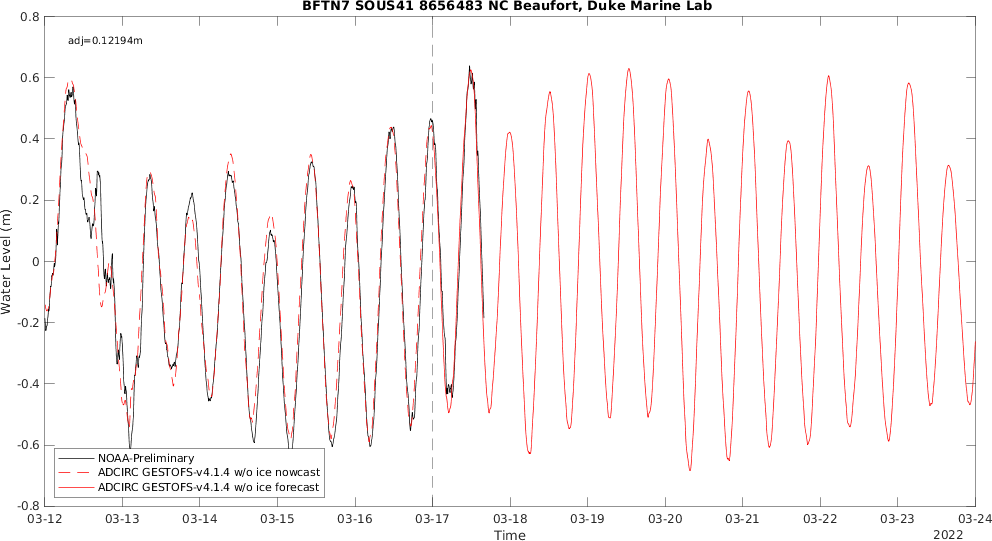 BFTN7 SOUS41 8656483 NC Beaufort, Duke Marine Lab
adj=0.12194m
0.8
0.6
0.4
0.2
0
-0.2
-0.4
-0.6
-0.8
Water Level (m)
NOAA-Preliminary
ADCIRC GESTOFS-v4.1.4 w/o ice nowcast
ADCIRC GESTOFS-v4.1.4 w/o ice forecast
03-12 03-13 03-14 03-15 03-16 03-17 03-18 03-19 03-20 03-21 03-22 03-23 03-24
Time
2022